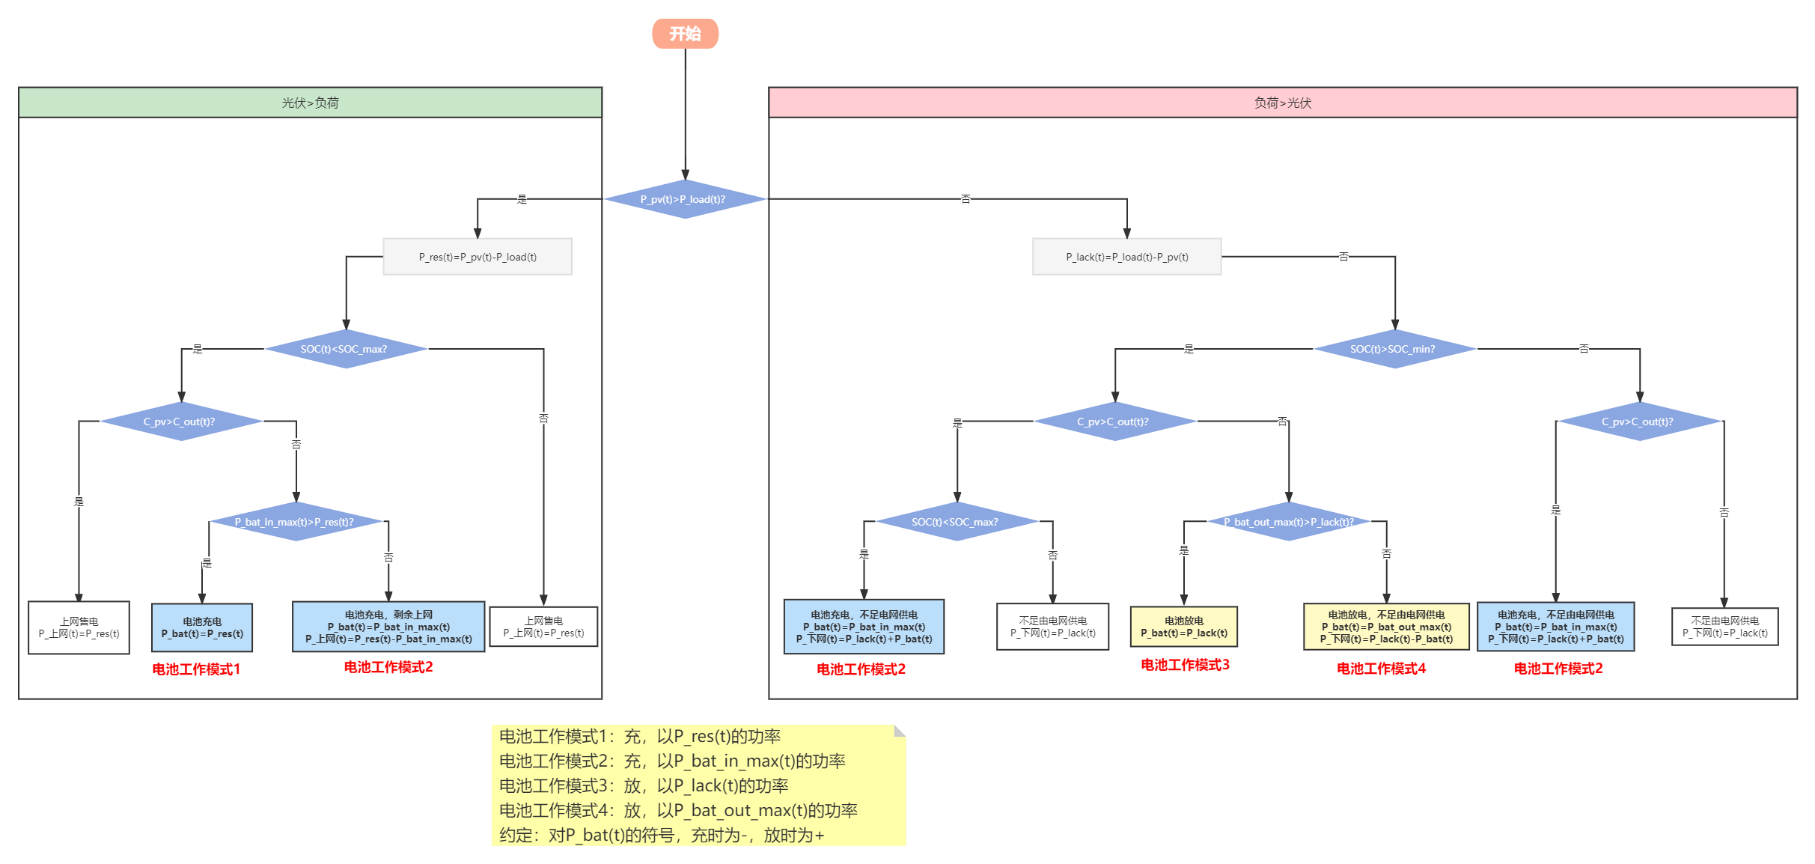 开始
光伏>负荷
负荷>光伏
P_pv(t)>P_load(t)?
是
否
P_res(t)=P_pv(t)-P_load(t)
P_lack(t)=P_load(t)-P_pv(t)
否
SOC(t)<SOC_max?
是
否
SOC(t)>SOC_min?
是
否
C_pv>C_out(t)?
是
否
C_pv>C_out(t)?
是
否
C_pv>C_out(t)?
是
否
P_bat_in_max(t)>P_res(t)?
是
否
SOC(t)<SOC_max?
是
否
P_bat_out_max(t)>P_lack(t)?
是
否
上网售电
P_上网(t)=P_res(t)
电池充电
P_bat(t)=P_res(t)
电池工作模式1
电池充电，剩余上网
P_bat(t)=P_bat_in_max(t)
P_上网(t)=P_res(t)-P_bat_in_max(t)
电池工作模式2
上网售电
P_上网(t)=P_res(t)
电池充电，不足电网供电
P_bat(t)=P_bat_in_max(t)
P_下网(t)=P_lack(t)+P_bat(t)
电池工作模式2
不足由电网供电
P_下网(t)=P_lack(t)
电池放电
P_bat(t)=P_lack(t)
电池工作模式3
电池放电，不足由电网供电
P_bat(t)=P_bat_out_max(t)
P_下网(t)=P_lack(t)-P_bat(t)
电池工作模式4
电池充电，不足由电网供电
P_bat(t)=P_bat_in_max(t)
P_下网(t)=P_lack(t)+P_bat(t)
电池工作模式2
不足由电网供电
P_下网(t)=P_lack(t)
电池工作模式1：充，以P_res(t)的功率
电池工作模式2：充，以P_bat_in_max(t)的功率
电池工作模式3：放，以P_lack(t)的功率
电池工作模式4：放，以P_bat_out_max(t)的功率
约定：对P_bat(t)的符号，充时为-，放时为+